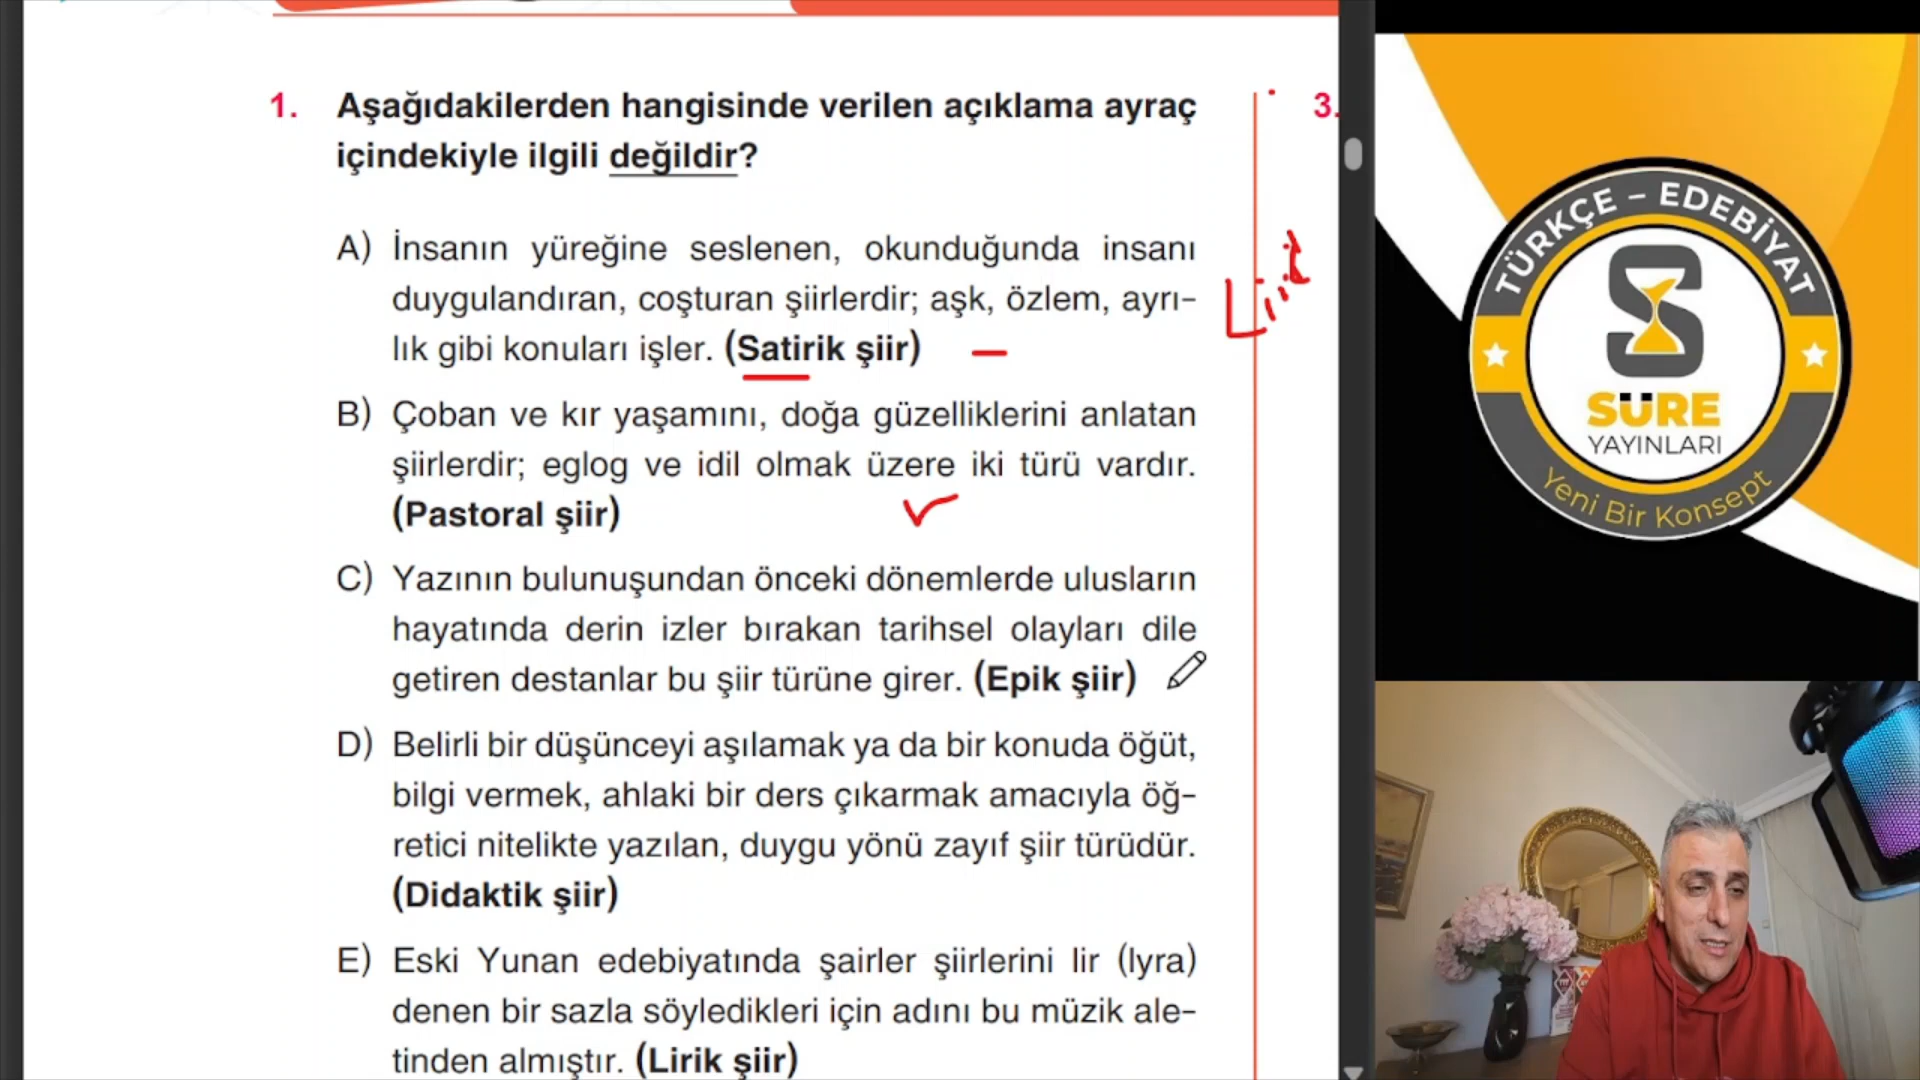 1. Aşağıdakilerden hangisinde verilen açıklama ayraç
içindekiyle ilgili değildir?
A) İnsanın yüreğine seslenen, okunduğunda insanı
duygulandıran, coşturan şiirlerdir; aşk, özlem, ayrı-
lık gibi konuları işler. (Satirik şiir)
B) Çoban ve kır yaşamını, doğa güzelliklerini anlatan
şiirlerdir; eglog ve idil olmak üzere iki türü vardır.
(Pastoral şiir)
C) Yazının bulunuşundan önceki dönemlerde ulusların
hayatında derin izler bırakan tarihsel olayları dile
getiren destanlar bu şiir türüne girer. (Epik şiir)
D) Belirli bir düşünceyi aşılamak ya da bir konuda öğüt,
bilgi vermek, ahlaki bir ders çıkarmak amacıyla öğ-
retici nitelikte yazılan, duygu yönü zayıf şiir türüdür.
(Didaktik şiir)
E) Eski Yunan edebiyatında şairler şiirlerini lir (lyra)
denen bir sazla söyledikleri için adını bu müzik ale-
tinden almıştır. (Lirik şiir)
3.
TÜRKÇE – EDEBİYAT
SÜRE
YAYINLARI
Yeni Bir Konsept